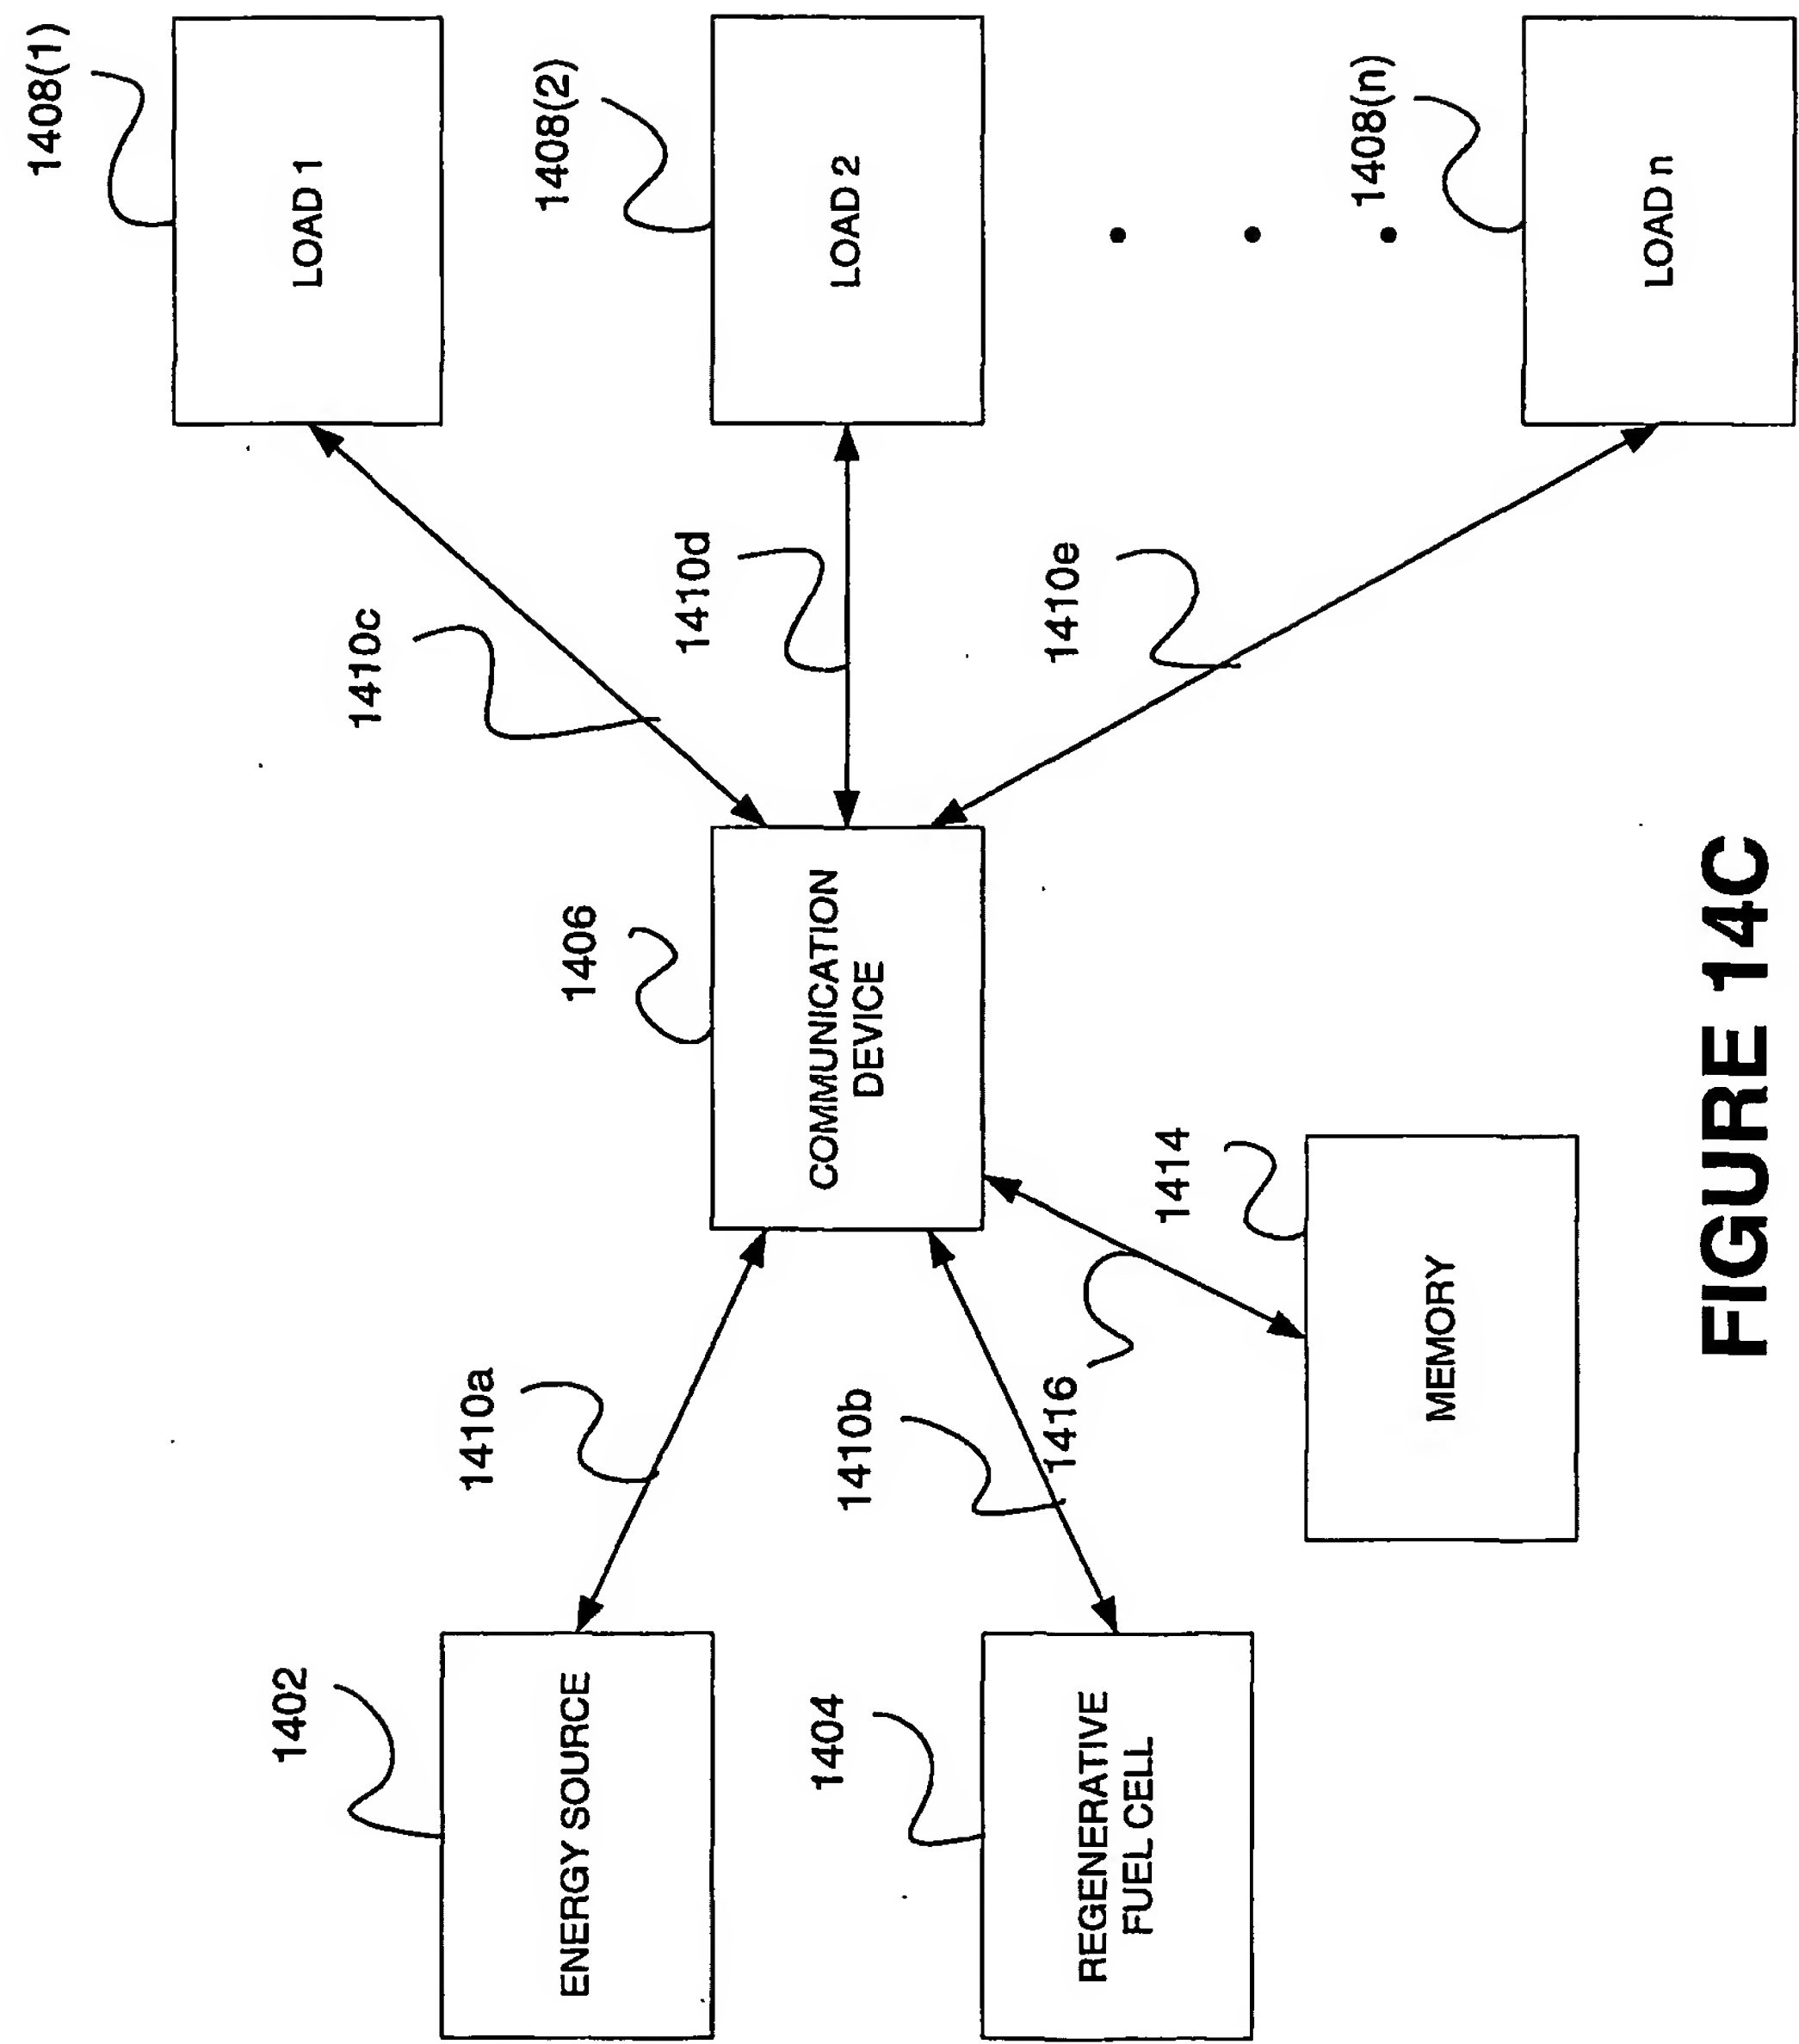 1408(1)
LOAD 1
1408(2)
LOAD 2
1408(n)
LOAD n
1410c
1410d
1410e
1406
COMMUNICATION
DEVICE
1410a
1410b
1416
1414
MEMORY
1402
ENERGY SOURCE
1404
REGENERATIVE
FUEL CELL
FIGURE 14C